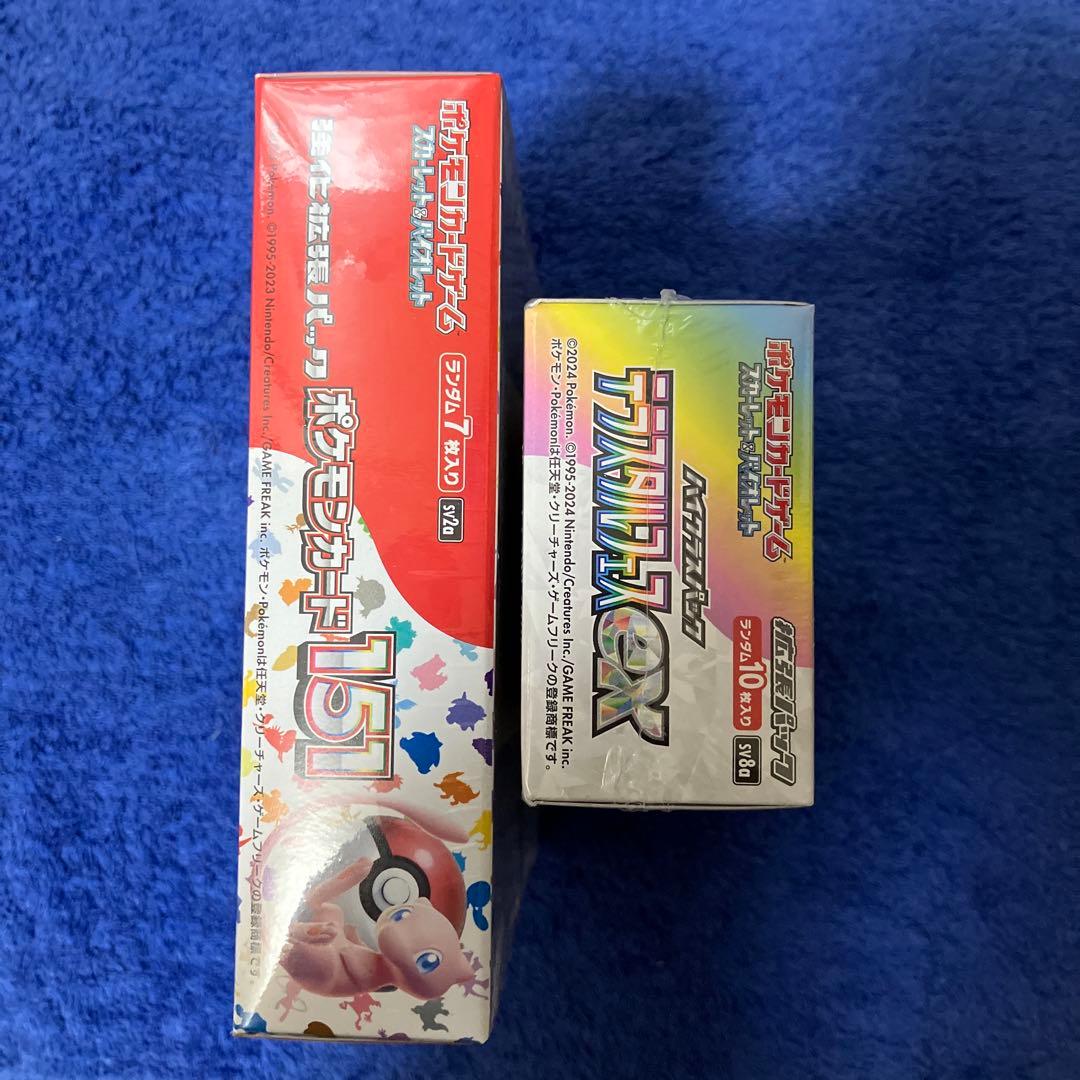 ポケモンカードゲーム
スカーレット&バイオレット
ランダム7枚入り
sv2a
強化拡張パック ポケモンカード151
Pokémon. ©1995-2023 Nintendo/Creatures Inc./GAME FREAK inc. ポケモン・Pokémonは任天堂・クリーチャーズ・ゲームフリークの登録商標です。
ポケモンカードゲーム
スカーレット&バイオレット
拡張パック
ランダム10枚入り
sv8a
ハイクラスパック
テラスタルフェスex
©2024 Pokémon. ©1995-2024 Nintendo/Creatures Inc./GAME FREAK inc.
ポケモン・Pokémonは任天堂・クリーチャーズ・ゲームフリークの登録商標です。